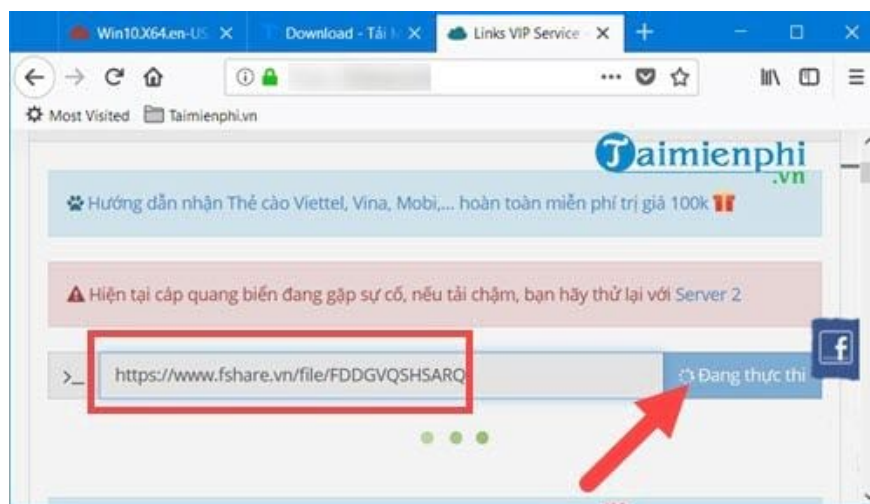 Win10.X64.en-US
Download - Tải M
Links VIP Service
Most Visited
Taimienphi.vn
Taimienphi
.vn
Hướng dẫn nhận Thẻ cào Viettel, Vina, Mobi,... hoàn toàn miễn phí trị giá 100k
Hiện tại cáp quang biển đang gặp sự cố, nếu tải chậm, bạn hãy thử lại với Server 2
>_ https://www.fshare.vn/file/FDDGVQSHSARQ Đang thực thi
f